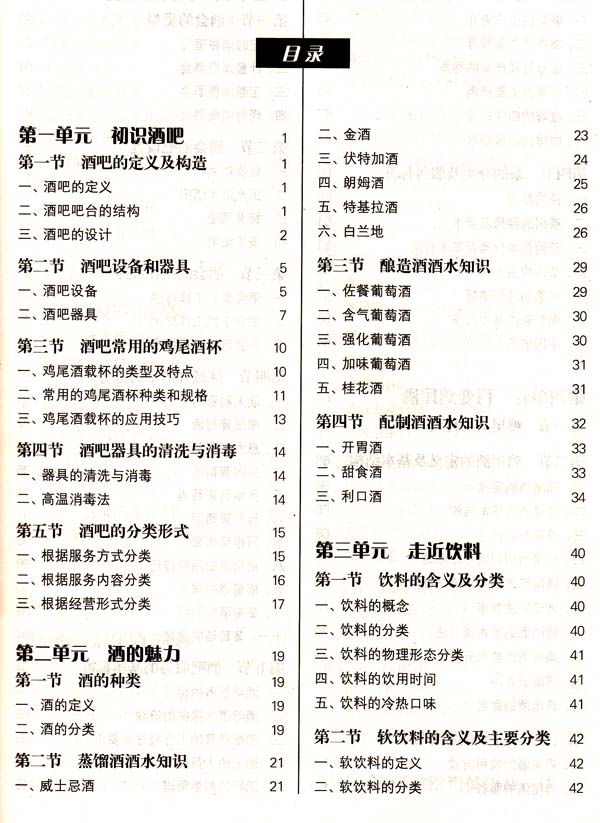 目录
第一单元 初识酒吧 1
第一节 酒吧的定义及构造 1
一、酒吧的定义 1
二、酒吧吧台的结构 1
三、酒吧的设计 2
第二节 酒吧设备和器具 5
一、酒吧设备 5
二、酒吧器具 7
第三节 酒吧常用的鸡尾酒杯 10
一、鸡尾酒载杯的类型及特点 10
二、常用的鸡尾酒杯种类和规格 11
三、鸡尾酒载杯的应用技巧 13
第四节 酒吧器具的清洗与消毒 14
一、器具的清洗与消毒 14
二、高温消毒法 14
第五节 酒吧的分类形式 15
一、根据服务方式分类 15
二、根据服务内容分类 16
三、根据经营形式分类 17
第二单元 酒的魅力 19
第一节 酒的种类 19
一、酒的定义 19
二、酒的分类 19
第二节 蒸馏酒酒水知识 21
一、威士忌酒 21
二、金酒 23
三、伏特加酒 24
四、朗姆酒 25
五、特基拉酒 26
六、白兰地 26
第三节 酿造酒酒水知识 29
一、佐餐葡萄酒 29
二、含气葡萄酒 30
三、强化葡萄酒 30
四、加味葡萄酒 31
五、桂花酒 31
第四节 配制酒酒水知识 32
一、开胃酒 33
二、甜食酒 33
三、利口酒 34
第三单元 走近饮料 40
第一节 饮料的含义及分类 40
一、饮料的概念 40
二、饮料的分类 40
三、饮料的物理形态分类 41
四、饮料的饮用时间 41
五、饮料的冷热口味 41
第二节 软饮料的含义及主要分类 42
一、软饮料的定义 42
二、软饮料的分类 42